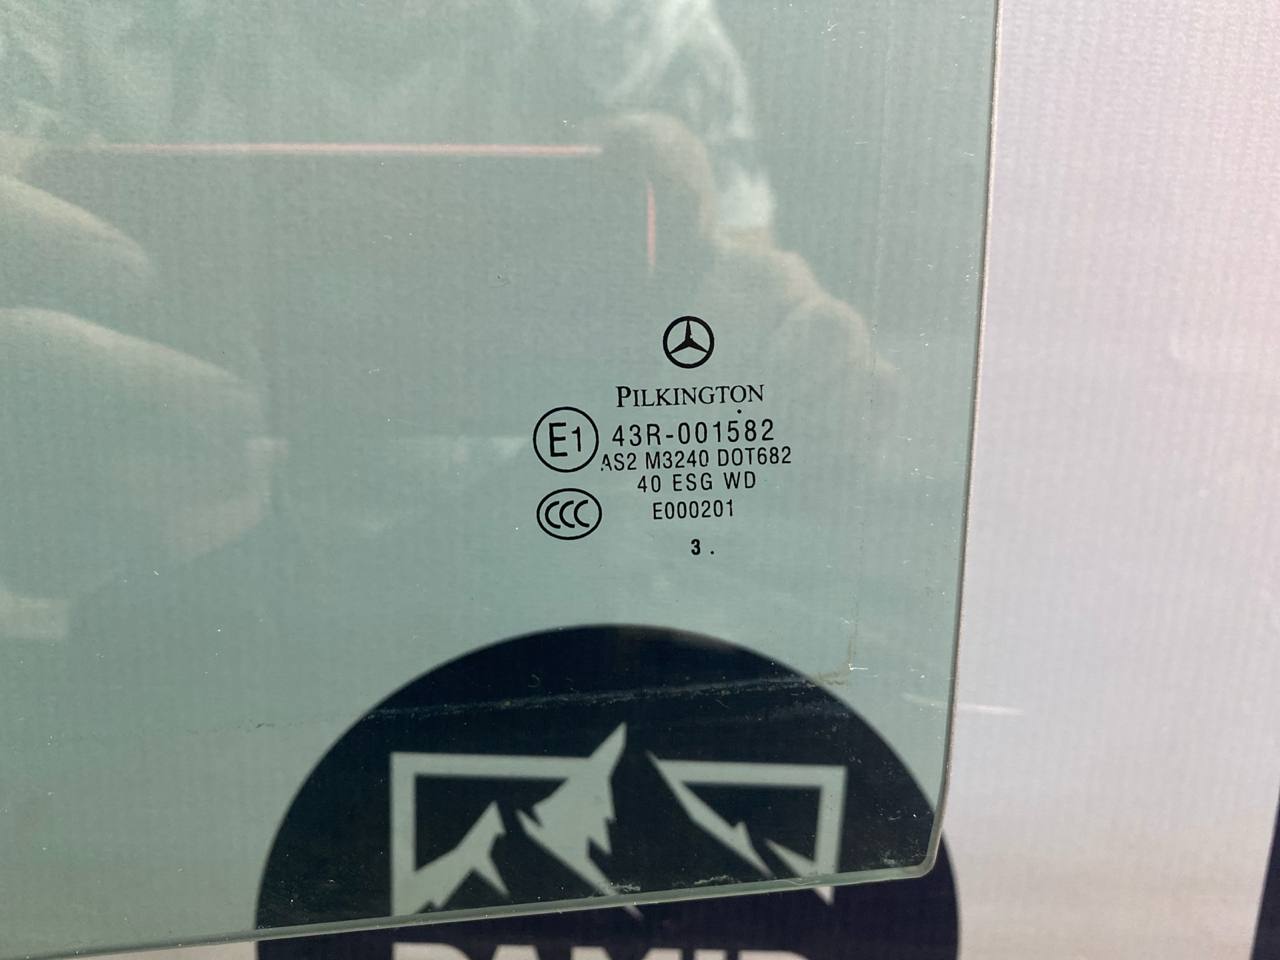 PILKINGTON
E1 43R-001582
AS2 M3240 DOT682
40 ESG WD
CCC E000201
3 .